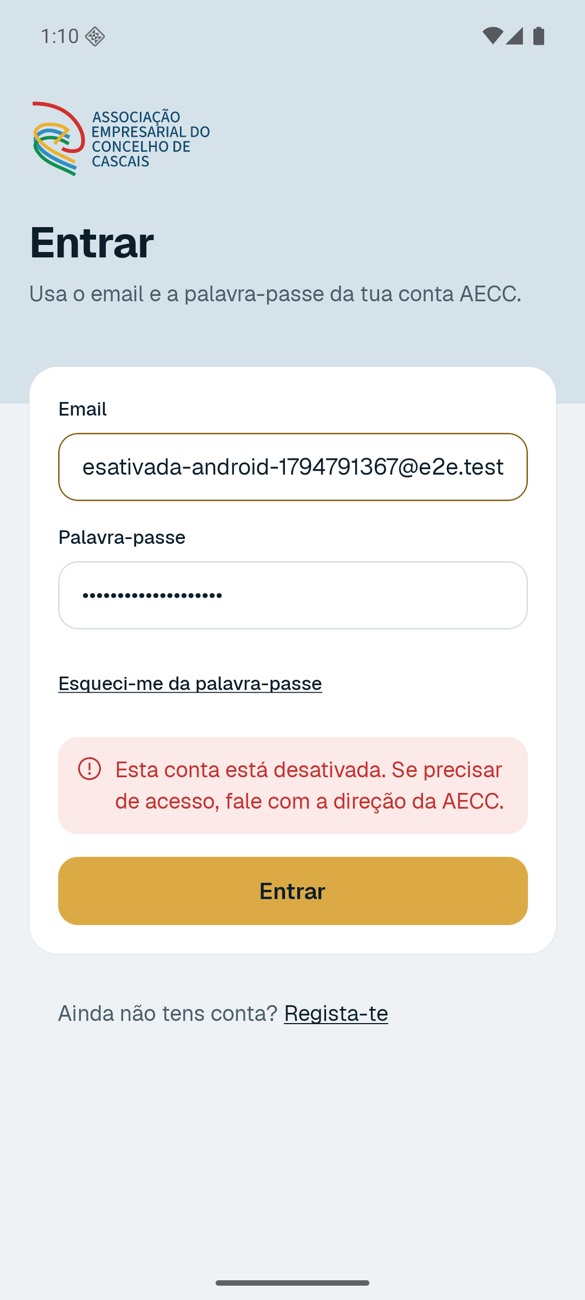 1:10
ASSOCIAÇÃO
EMPRESARIAL DO
CONCELHO DE
CASCAIS
Entrar
Usa o email e a palavra-passe da tua conta AECC.
Email
esativada-android-1794791367@e2e.test
Palavra-passe
••••••••••••••••••••
Esqueci-me da palavra-passe
Esta conta está desativada. Se precisar
de acesso, fale com a direção da AECC.
Entrar
Ainda não tens conta? Regista-te